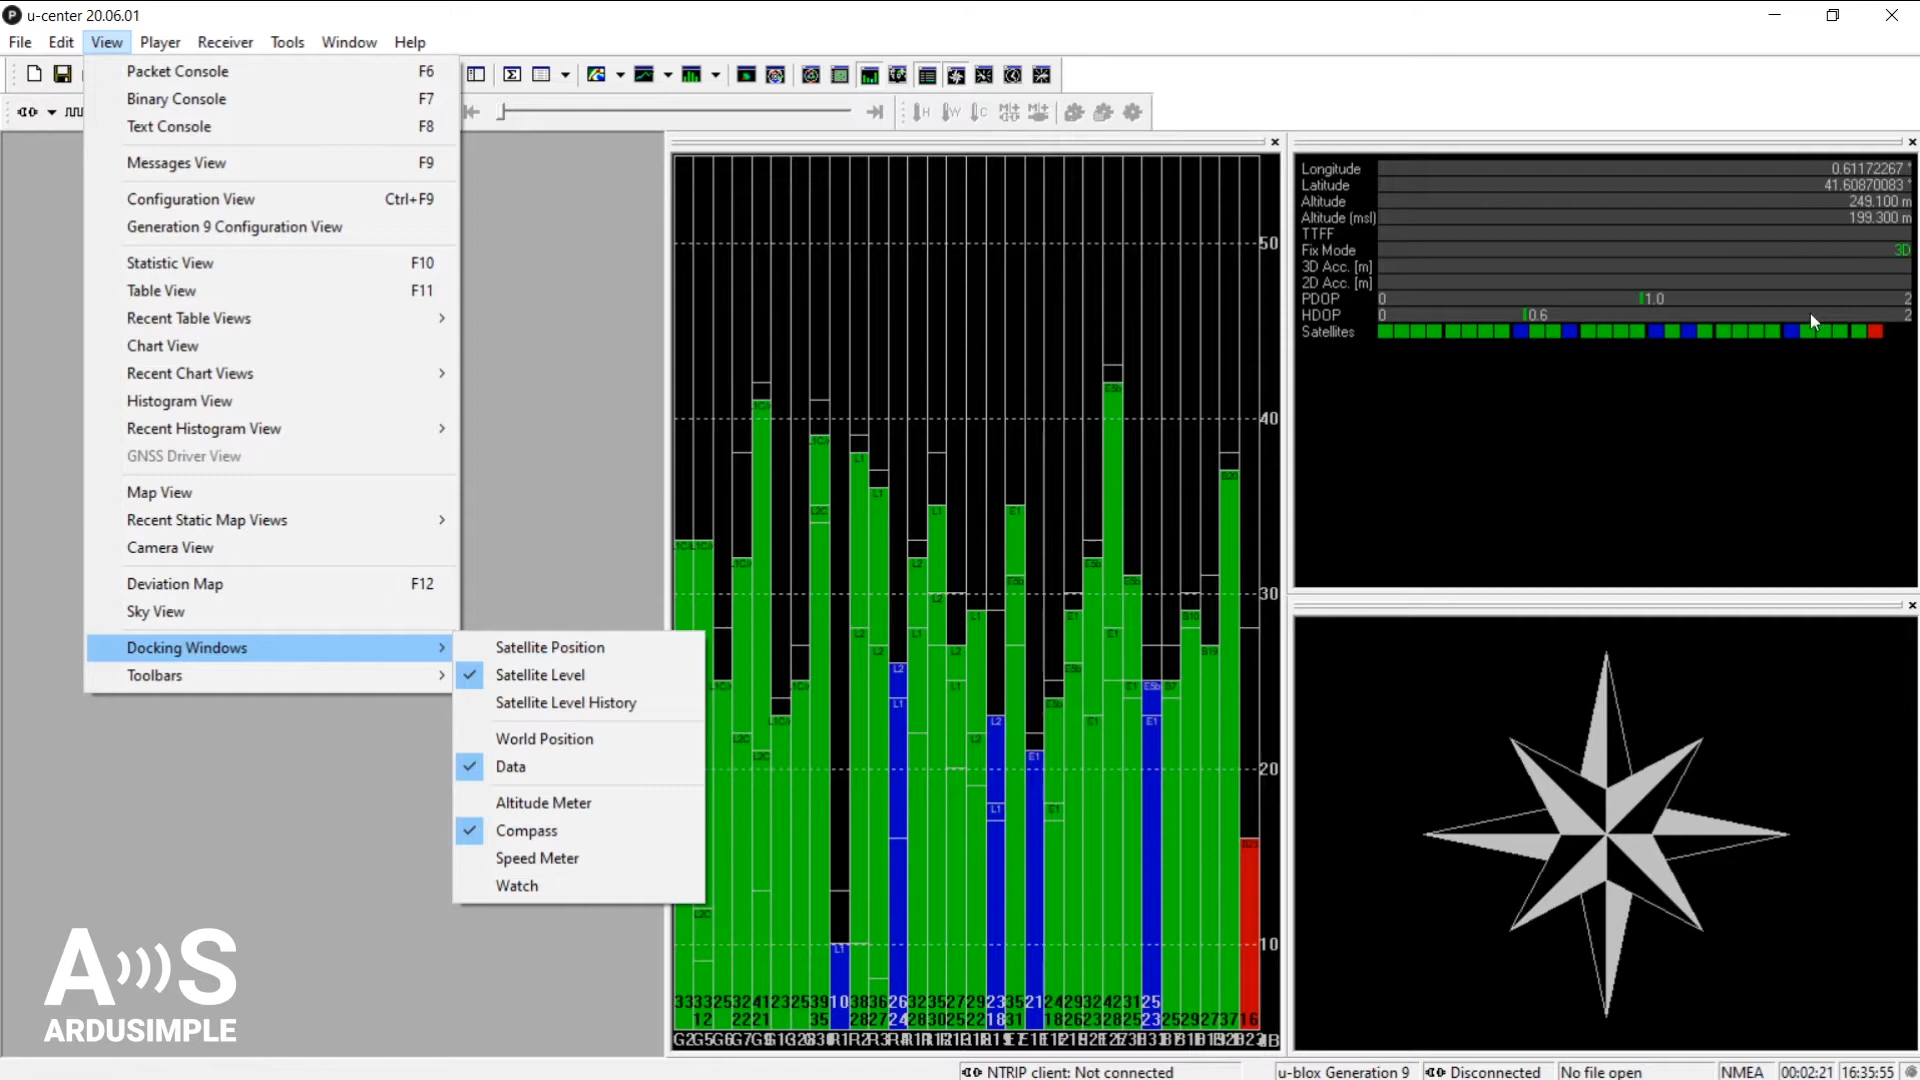 u-center 20.06.01
File Edit View Player Receiver Tools Window Help
Packet Console F6
Binary Console F7
Text Console F8
Messages View F9
Configuration View Ctrl+F9
Generation 9 Configuration View
Statistic View F10
Table View F11
Recent Table Views
Chart View
Recent Chart Views
Histogram View
Recent Histogram View
GNSS Driver View
Map View
Recent Static Map Views
Camera View
Deviation Map F12
Sky View
Docking Windows
Toolbars
Satellite Position
Satellite Level
Satellite Level History
World Position
Data
Altitude Meter
Compass
Speed Meter
Watch
50
40
30
20
10
Longitude 0.61172267 °
Latitude 41.60870083 °
Altitude 249.100 m
Altitude (msl) 199.300 m
TTFF
Fix Mode 3D
3D Acc. [m]
2D Acc. [m]
PDOP 0 1.0 2
HDOP 0 0.6 2
Satellites
A S
ARDUSIMPLE
NTRIP client: Not connected
u-blox Generation 9
Disconnected
No file open
NMEA
00:02:21
16:35:55